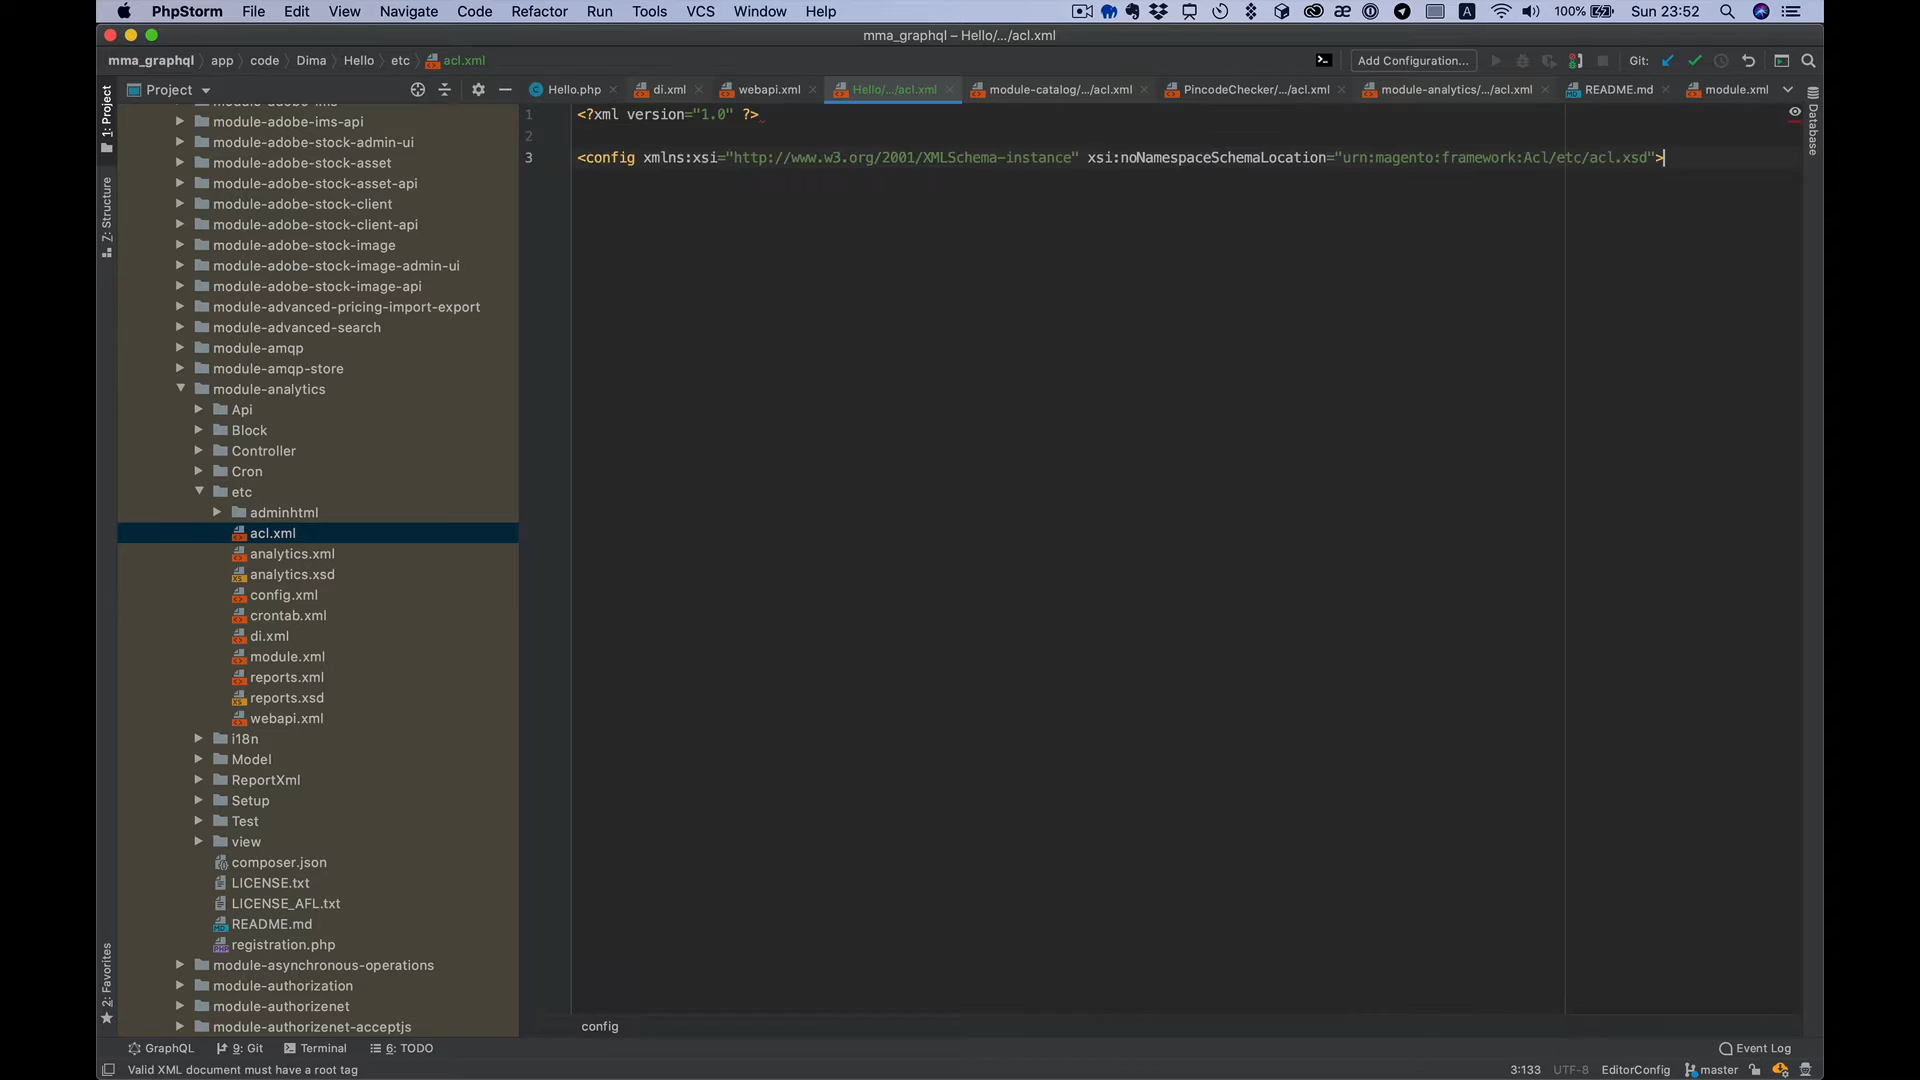 PhpStorm File Edit View Navigate Code Refactor Run Tools VCS Window Help 100% Sun 23:52
mma_graphql – Hello/.../acl.xml
mma_graphql app code Dima Hello etc acl.xml Add Configuration... Git:
Project Hello.php di.xml webapi.xml Hello/.../acl.xml module-catalog/.../acl.xml PincodeChecker/.../acl.xml module-analytics/.../acl.xml README.md module.xml
1: Project
7: Structure
2: Favorites
Database
1 <?xml version="1.0" ?>
2
3 <config xmlns:xsi="http://www.w3.org/2001/XMLSchema-instance" xsi:noNamespaceSchemaLocation="urn:magento:framework:Acl/etc/acl.xsd">
module-adobe-ims
module-adobe-ims-api
module-adobe-stock-admin-ui
module-adobe-stock-asset
module-adobe-stock-asset-api
module-adobe-stock-client
module-adobe-stock-client-api
module-adobe-stock-image
module-adobe-stock-image-admin-ui
module-adobe-stock-image-api
module-advanced-pricing-import-export
module-advanced-search
module-amqp
module-amqp-store
module-analytics
Api
Block
Controller
Cron
etc
adminhtml
acl.xml
analytics.xml
analytics.xsd
config.xml
crontab.xml
di.xml
module.xml
reports.xml
reports.xsd
webapi.xml
i18n
Model
ReportXml
Setup
Test
view
composer.json
LICENSE.txt
LICENSE_AFL.txt
README.md
registration.php
module-asynchronous-operations
module-authorization
module-authorizenet
module-authorizenet-acceptjs
config
GraphQL 9: Git Terminal 6: TODO Event Log
Valid XML document must have a root tag 3:133 UTF-8 EditorConfig master